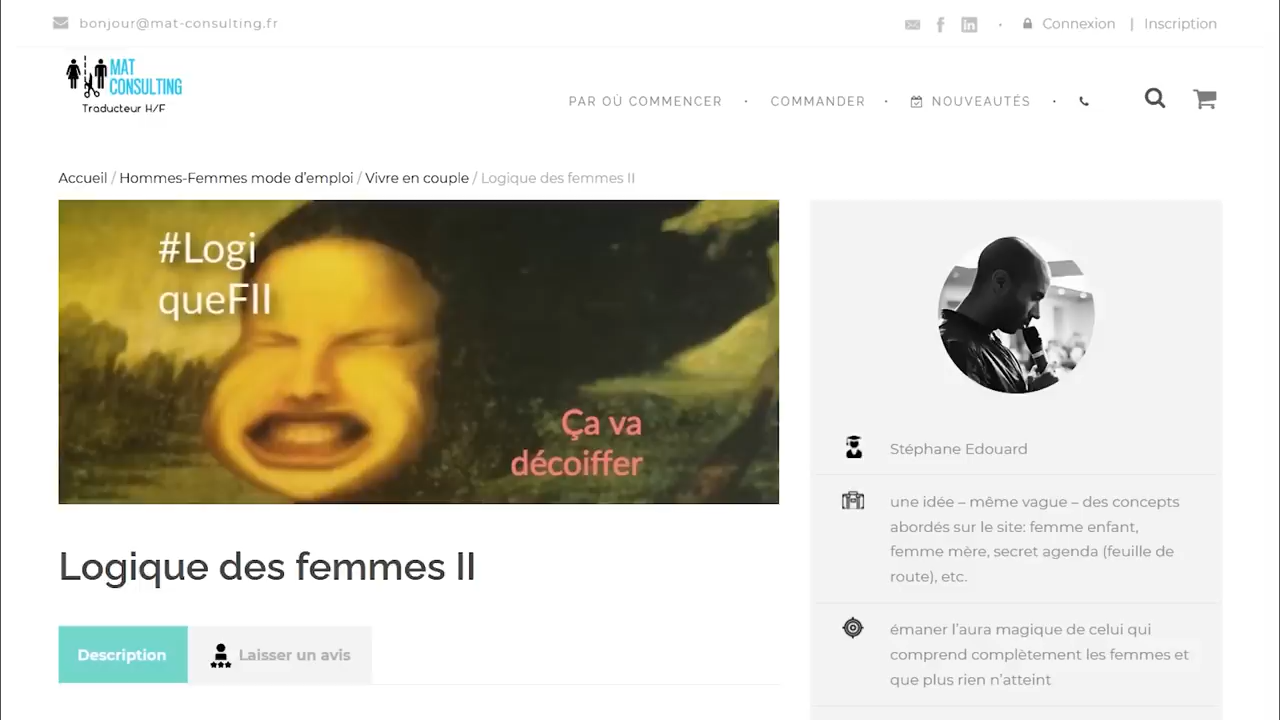 bonjour@mat-consulting.fr
Connexion | Inscription
MAT
CONSULTING
Traducteur H/F
PAR OÙ COMMENCER • COMMANDER • NOUVEAUTÉS •
Accueil / Hommes-Femmes mode d’emploi / Vivre en couple / Logique des femmes II
#Logi
queFII
Ça va
décoiffer
Logique des femmes II
Description
Laisser un avis
Stéphane Edouard
une idée – même vague – des concepts
abordés sur le site: femme enfant,
femme mère, secret agenda (feuille de
route), etc.
émaner l’aura magique de celui qui
comprend complètement les femmes et
que plus rien n’atteint